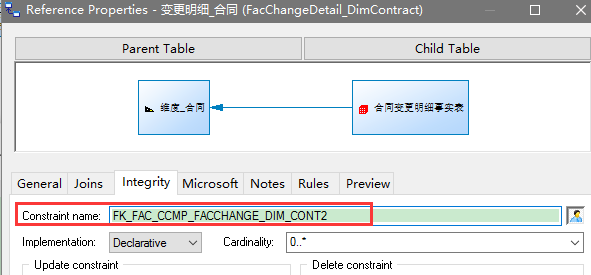 Reference Properties - 变更明细_合同 (FacChangeDetail_DimContract)
Parent Table
Child Table
维度_合同
合同变更明细事实表
General Joins Integrity Microsoft Notes Rules Preview
Constraint name: FK_FAC_CCMP_FACCHANGE_DIM_CONT2
Implementation: Declarative Cardinality: 0..*
Update constraint Delete constraint